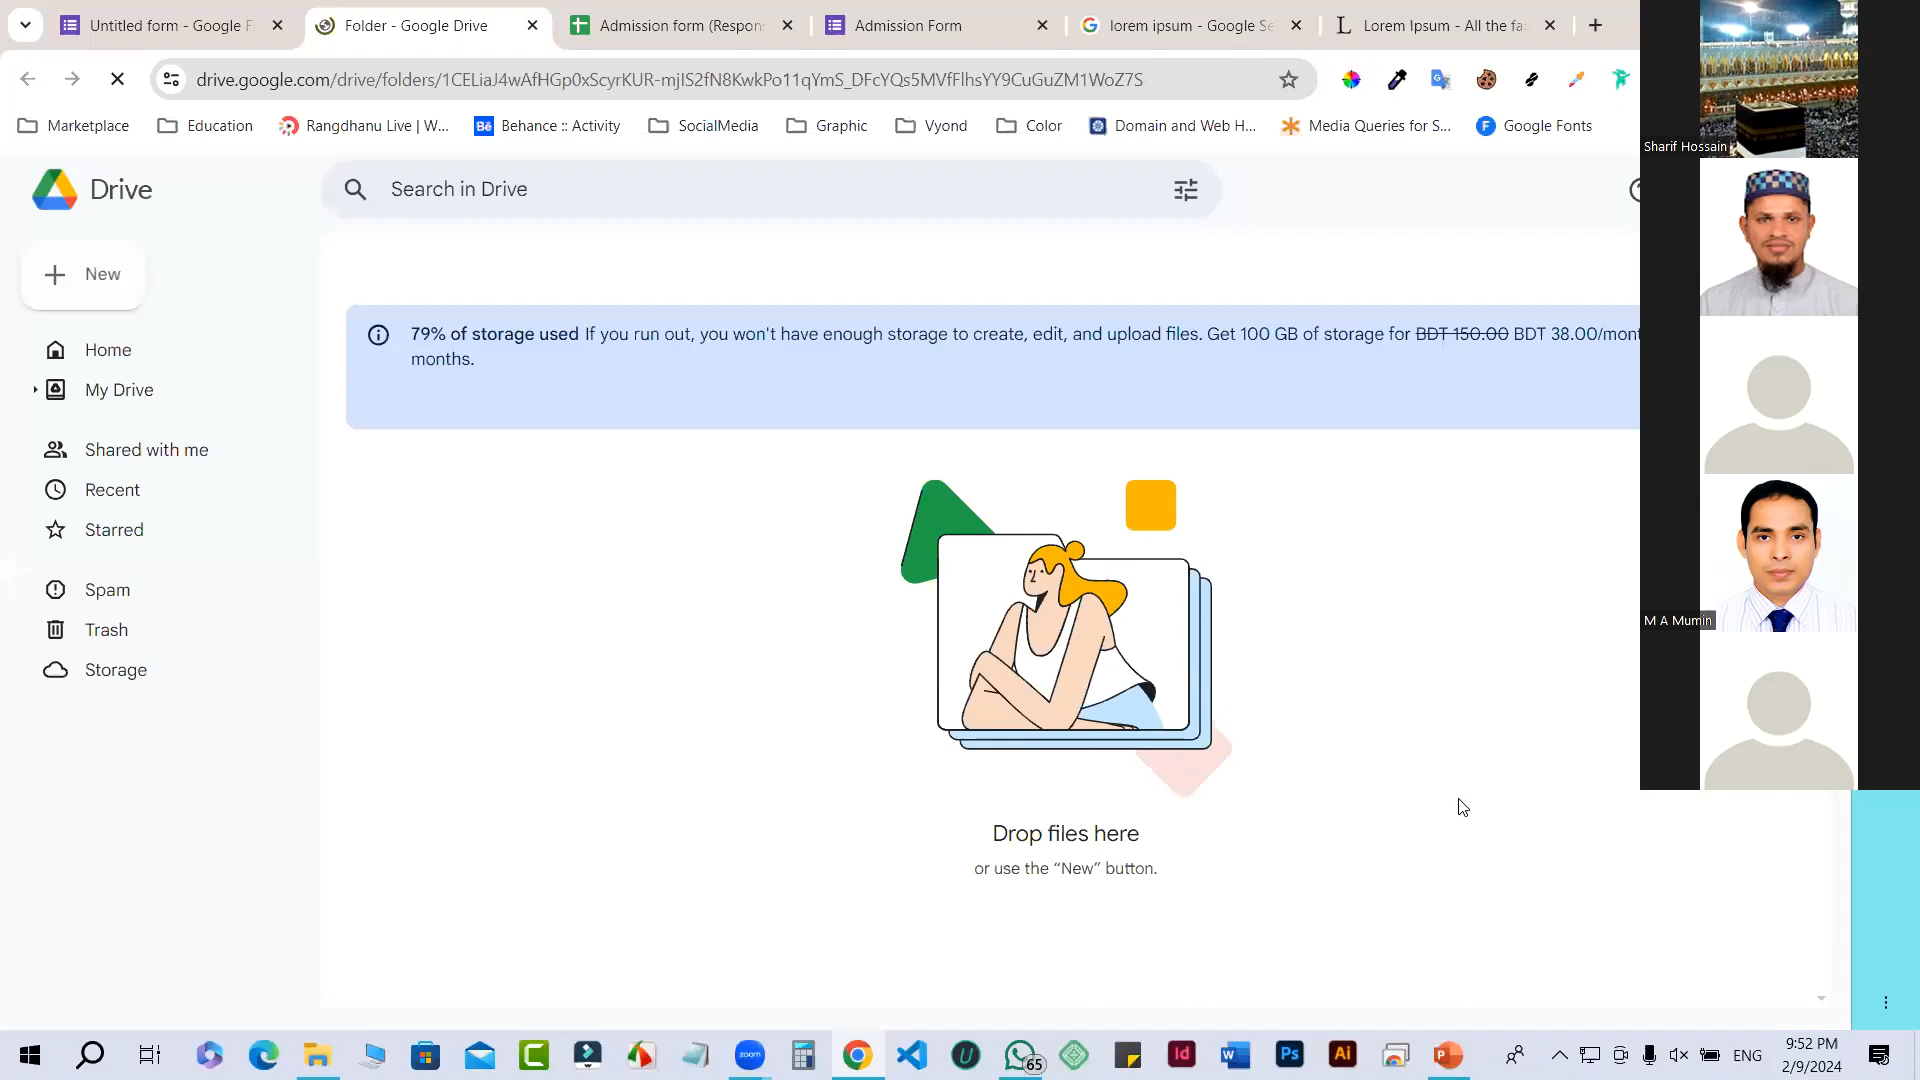 Untitled form - Google F
Folder - Google Drive
Admission form (Respon
Admission Form
lorem ipsum - Google Se
Lorem Ipsum - All the fa
drive.google.com/drive/folders/1CELiaJ4wAfHGp0xScyrKUR-mjIS2fN8KwkPo11qYmS_DFcYQs5MVfFlhsYY9CuGuZM1WoZ7S
Marketplace
Education
Rangdhanu Live | W...
Bē
Behance :: Activity
SocialMedia
Graphic
Vyond
Color
Domain and Web H...
Media Queries for S...
F
Google Fonts
Sharif Hossain
Drive
Search in Drive
New
79% of storage used If you run out, you won't have enough storage to create, edit, and upload files. Get 100 GB of storage for BDT 150.00 BDT 38.00/mont
months.
Home
My Drive
Shared with me
Recent
Starred
Spam
Trash
Storage
M A Mumin
Drop files here
or use the “New” button.
zoom
65
Id
W
Ps
Ai
P
ENG
9:52 PM
2/9/2024